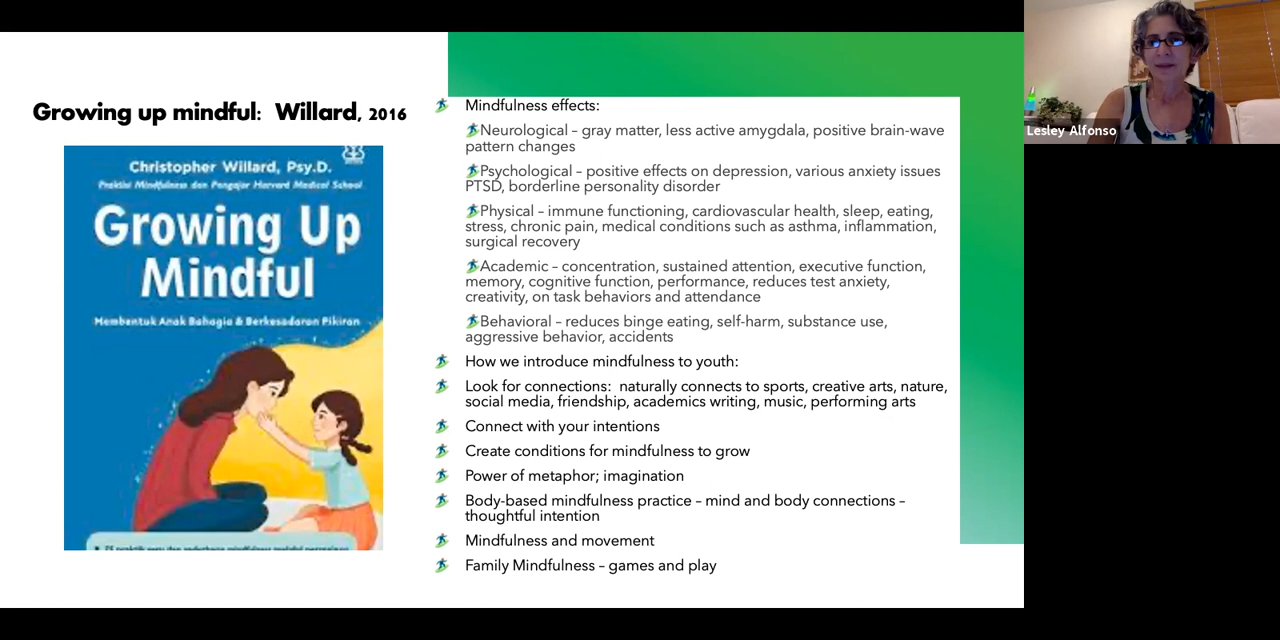 Growing up mindful:  Willard, 2016
Christopher Willard, Psy.D.
Praktisi Mindfulness dan Pengajar Harvard Medical School
Growing Up
Mindful
Membentuk Anak Bahagia & Berkesadaran Pikiran
Mindfulness effects:
Neurological – gray matter, less active amygdala, positive brain-wave
pattern changes
Psychological – positive effects on depression, various anxiety issues
PTSD, borderline personality disorder
Physical – immune functioning, cardiovascular health, sleep, eating,
stress, chronic pain, medical conditions such as asthma, inflammation,
surgical recovery
Academic – concentration, sustained attention, executive function,
memory, cognitive function, performance, reduces test anxiety,
creativity, on task behaviors and attendance
Behavioral – reduces binge eating, self-harm, substance use,
aggressive behavior, accidents
How we introduce mindfulness to youth:
Look for connections:  naturally connects to sports, creative arts, nature,
social media, friendship, academics writing, music, performing arts
Connect with your intentions
Create conditions for mindfulness to grow
Power of metaphor; imagination
Body-based mindfulness practice – mind and body connections –
thoughtful intention
Mindfulness and movement
Family Mindfulness – games and play
Lesley Alfonso